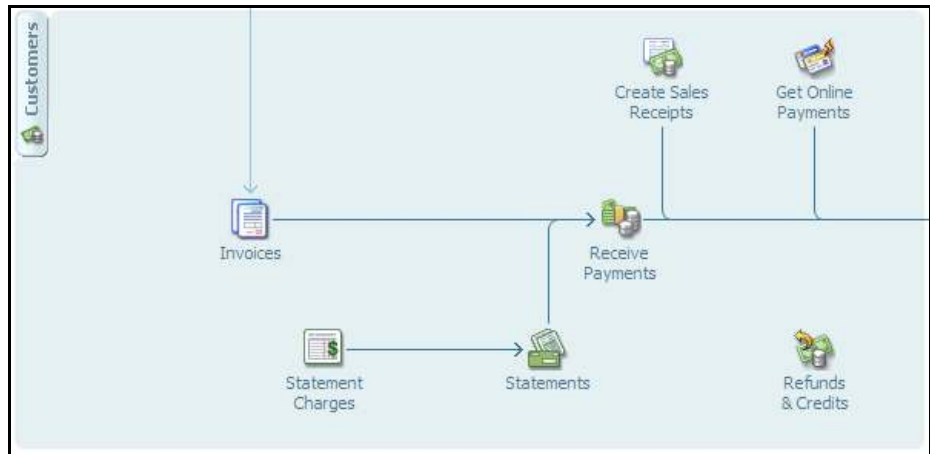 Customers
Create Sales
Receipts
Get Online
Payments
Invoices
Receive
Payments
Statement
Charges
Statements
Refunds
& Credits